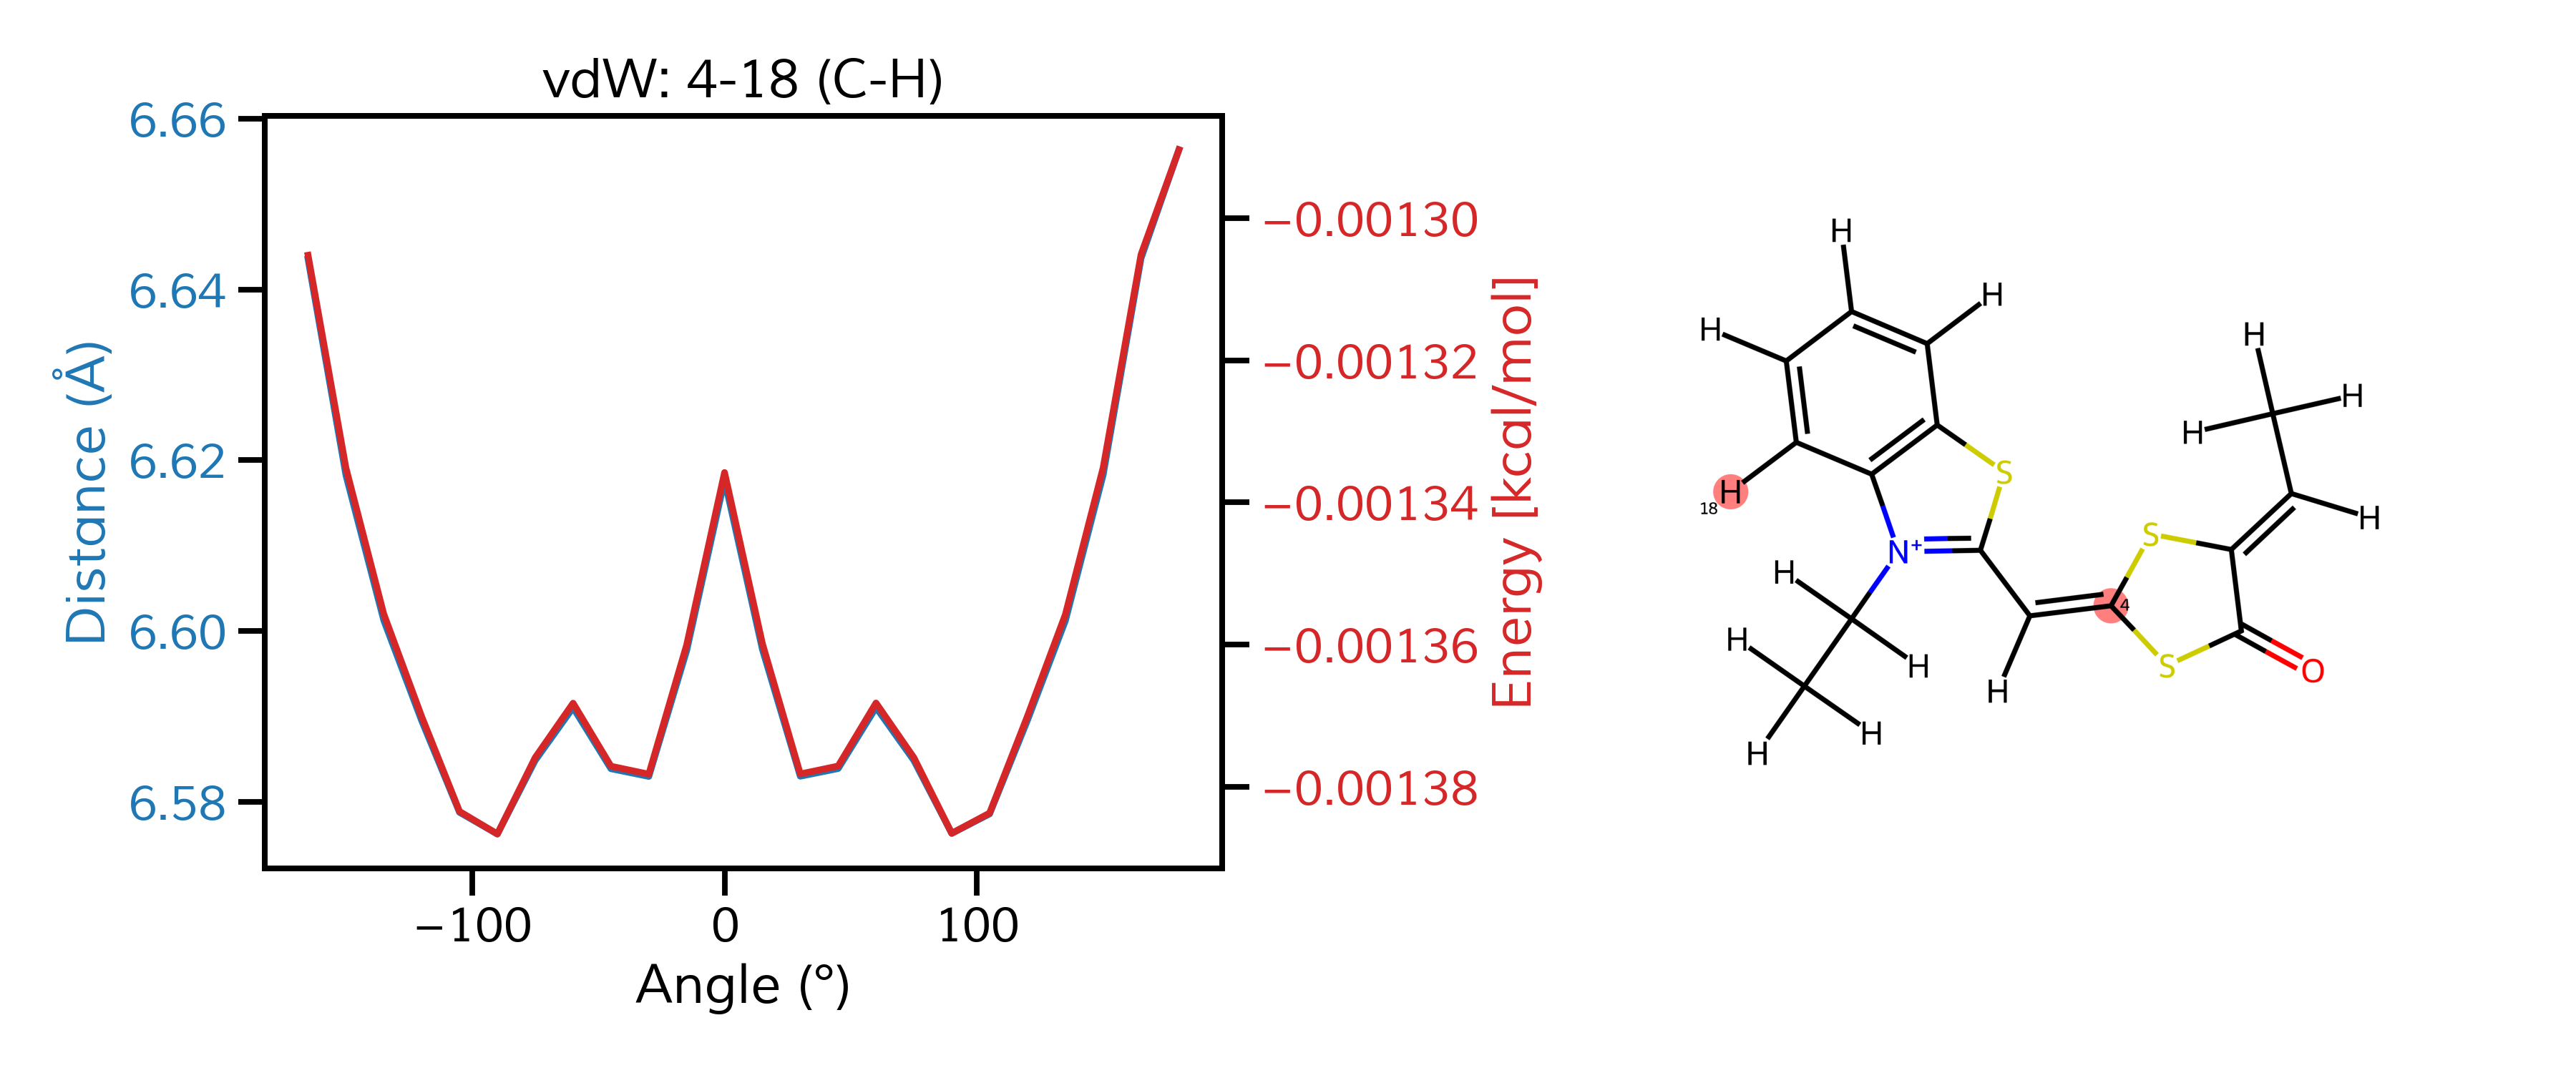 vdW: 4-18 (C-H)
6.66
6.64
6.62
6.60
6.58
Distance (Å)
−0.00130
−0.00132
−0.00134
−0.00136
−0.00138
Energy [kcal/mol]
−100 0 100
Angle (°)
H
H
H
H
H
H
H
18
S
S
H
N+
H
4
H
H
S
O
H
H
H
H